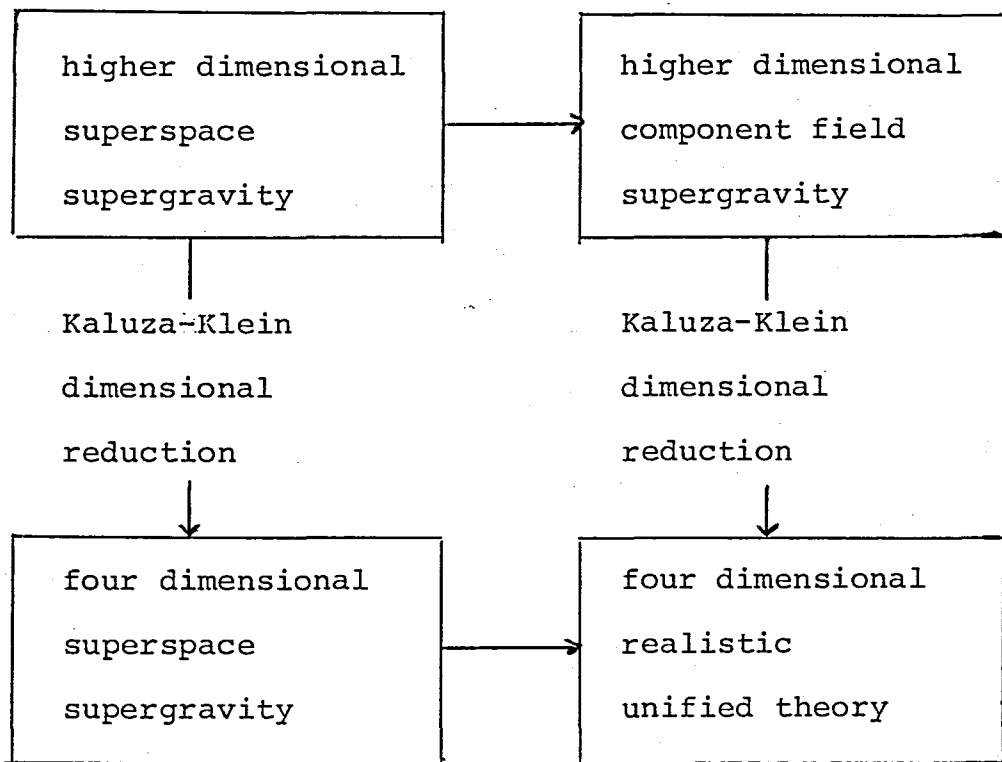 higher dimensional
superspace
supergravity
higher dimensional
component field
supergravity
Kaluza-Klein
dimensional
reduction
Kaluza-Klein
dimensional
reduction
four dimensional
superspace
supergravity
four dimensional
realistic
unified theory